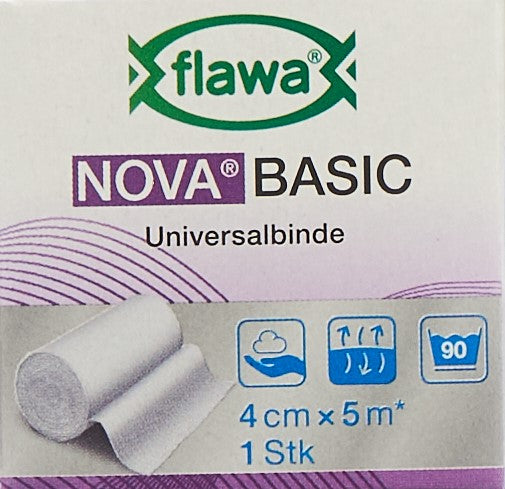 flawa®
NOVA® BASIC
Universalbinde
90
4 cm x 5 m*
1 Stk